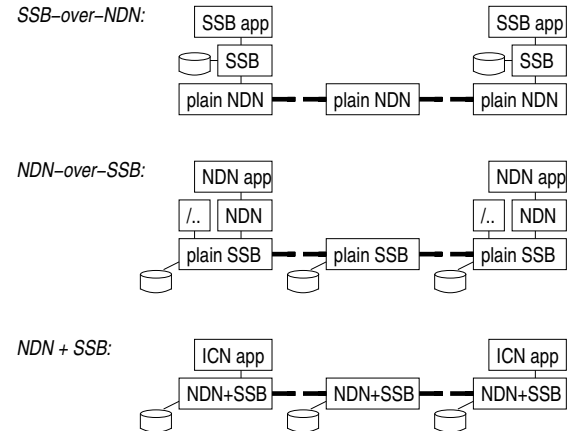 SSB–over–NDN:
SSB app SSB app
SSB SSB
plain NDN plain NDN plain NDN
NDN–over–SSB:
NDN app NDN app
/.. NDN /.. NDN
plain SSB plain SSB plain SSB
NDN + SSB:
ICN app ICN app
NDN+SSB NDN+SSB NDN+SSB